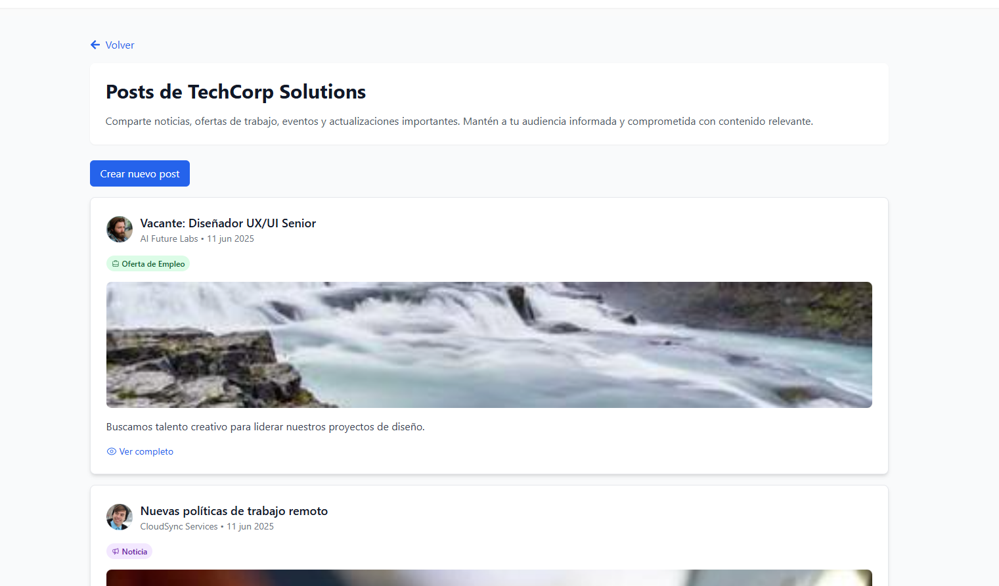 Volver
Posts de TechCorp Solutions
Comparte noticias, ofertas de trabajo, eventos y actualizaciones importantes. Mantén a tu audiencia informada y comprometida con contenido relevante.
Crear nuevo post
Vacante: Diseñador UX/UI Senior
AI Future Labs • 11 jun 2025
Oferta de Empleo
Buscamos talento creativo para liderar nuestros proyectos de diseño.
Ver completo
Nuevas políticas de trabajo remoto
CloudSync Services • 11 jun 2025
Noticia